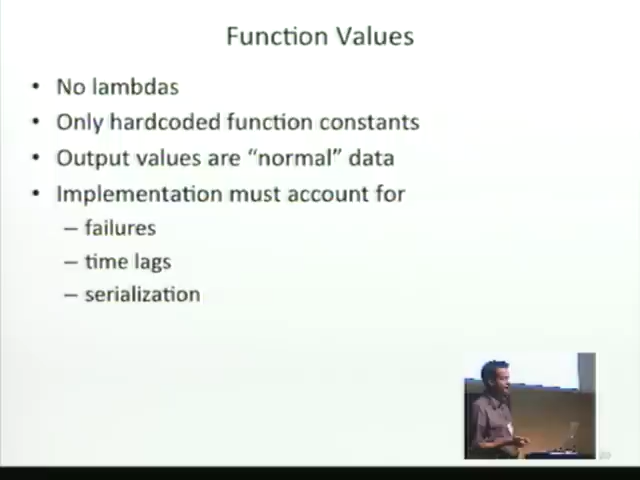 Function Values
• No lambdas
• Only hardcoded function constants
• Output values are “normal” data
• Implementation must account for
– failures
– time lags
– serialization